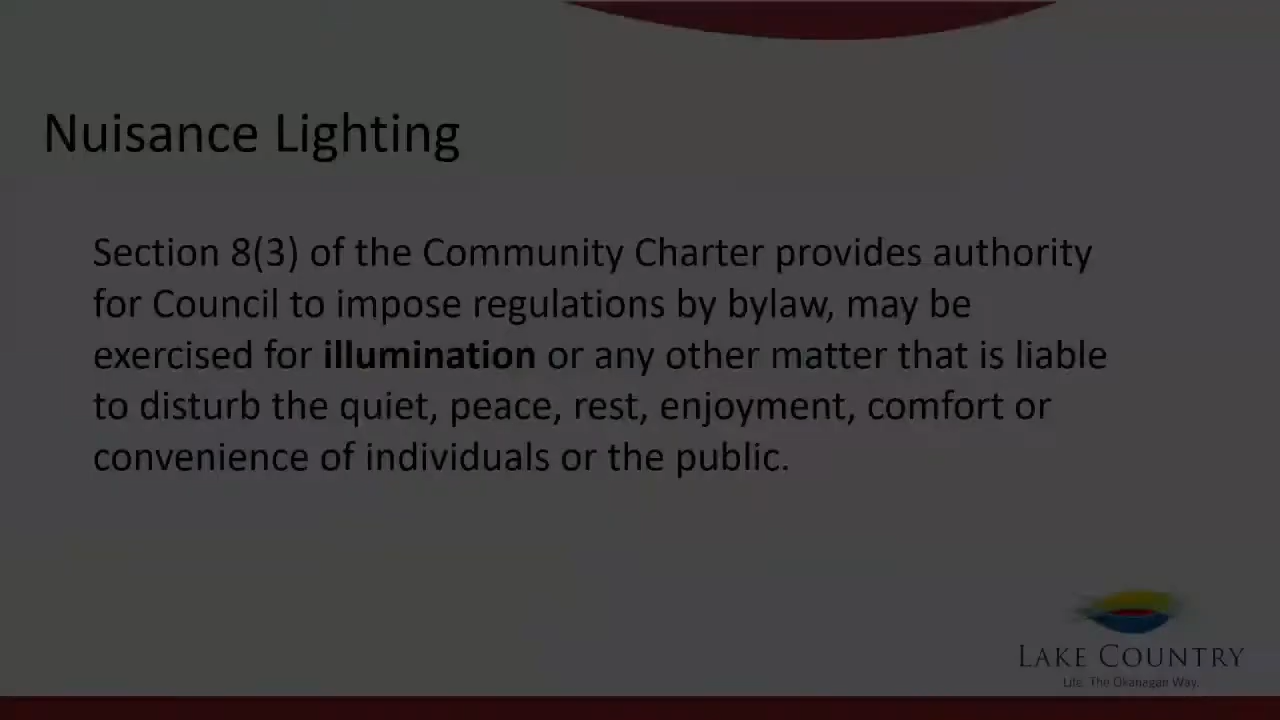 Nuisance Lighting
Section 8(3) of the Community Charter provides authority
for Council to impose regulations by bylaw, may be
exercised for illumination or any other matter that is liable
to disturb the quiet, peace, rest, enjoyment, comfort or
convenience of individuals or the public.
LAKE COUNTRY
Life. The Okanagan Way.